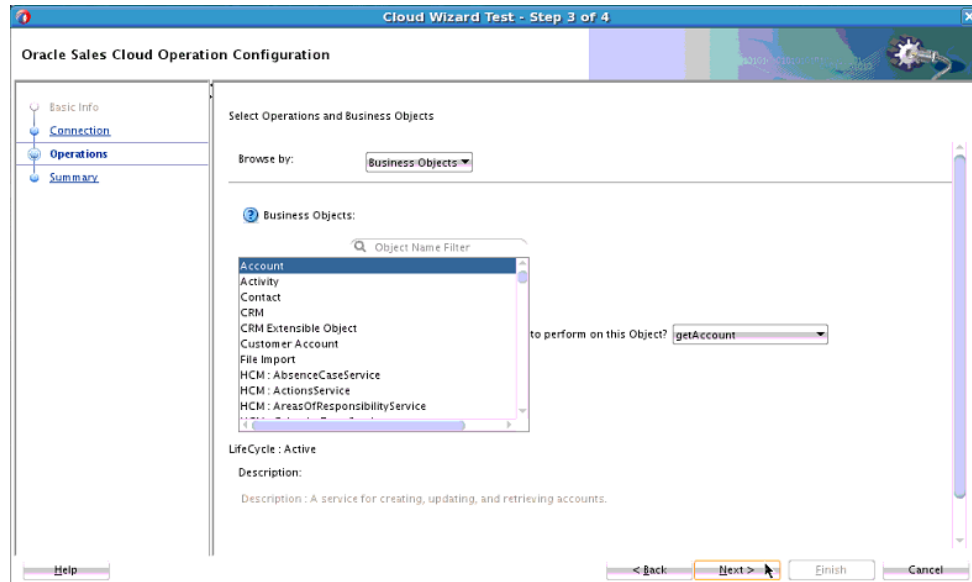 Cloud Wizard Test - Step 3 of 4
Oracle Sales Cloud Operation Configuration
Basic Info
Connection
Operations
Summary
Select Operations and Business Objects
Browse by: Business Objects
Business Objects:
Object Name Filter
Account
Activity
Contact
CRM
CRM Extensible Object
Customer Account
File Import
HCM : AbsenceCaseService
HCM : ActionsService
HCM : AreasOfResponsibilityService
to perform on this Object? getAccount
LifeCycle : Active
Description:
Description : A service for creating, updating, and retrieving accounts.
Help
< Back
Next >
Finish
Cancel